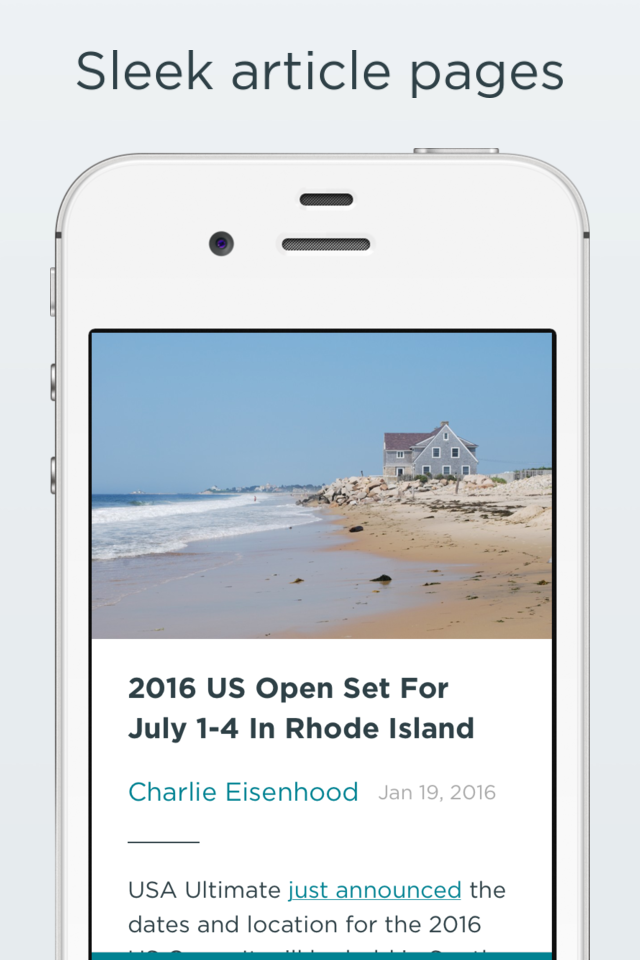 Sleek article pages
2016 US Open Set For
July 1-4 In Rhode Island
Charlie Eisenhood Jan 19, 2016
USA Ultimate just announced the
dates and location for the 2016